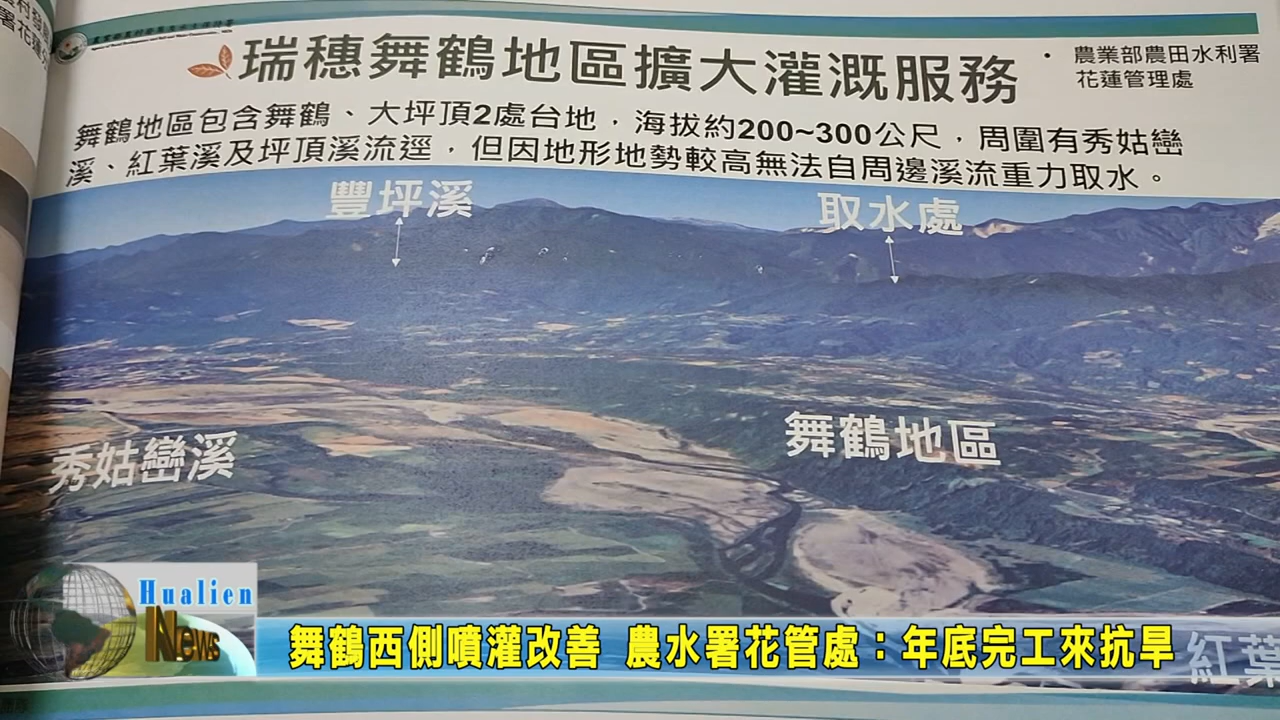 瑞穗舞鶴地區擴大灌溉服務
農業部農田水利署
花蓮管理處
舞鶴地區包含舞鶴、大坪頂2處台地，海拔約200~300公尺，周圍有秀姑巒
溪、紅葉溪及坪頂溪流逕，但因地形地勢較高無法自周邊溪流重力取水。
豐坪溪
取水處
舞鶴地區
秀姑巒溪
Hualien
News
舞鶴西側噴灌改善 農水署花管處：年底完工來抗旱
紅葉